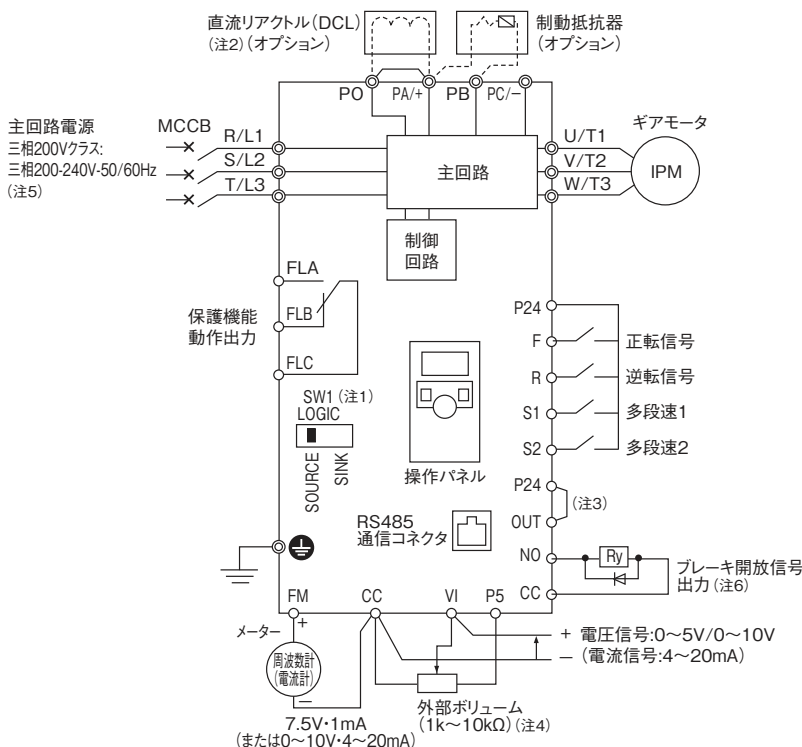 直流リアクトル(DCL)
(注2)(オプション)
制動抵抗器
(オプション)
PO
PA/+
PB
PC/−
主回路電源
三相200Vクラス:
三相200-240V-50/60Hz
(注5)
MCCB
R/L1
S/L2
T/L3
主回路
U/T1
V/T2
W/T3
ギアモータ
IPM
制御
回路
FLA
FLB
FLC
保護機能
動作出力
SW1(注1)
LOGIC
SOURCE
SINK
操作パネル
RS485
通信コネクタ
P24
F
正転信号
R
逆転信号
S1
多段速1
S2
多段速2
P24
(注3)
OUT
NO
Ry
CC
ブレーキ開放信号
出力(注6)
FM
CC
VI
P5
メーター
+
周波数計
(電流計)
−
7.5V・1mA
(または0〜10V・4〜20mA)
外部ボリューム
(1k〜10kΩ)(注4)
+ 電圧信号:0〜5V/0〜10V
− (電流信号:4〜20mA)